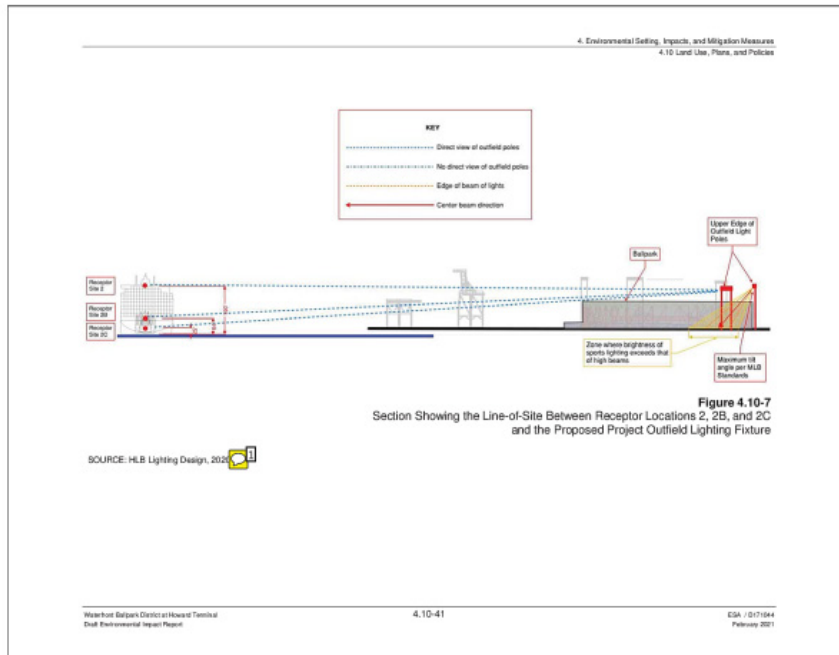 4. Environmental Setting, Impacts, and Mitigation Measures
4.10 Land Use, Plans, and Policies
KEY
Direct view of outfield poles
No direct view of outfield poles
Edge of beam of lights
Center beam direction
Upper Edge of
Outfield Light
Poles
Ballpark
Receptor
Site 2
Receptor
Site 2B
Receptor
Site 2C
Zone where brightness of
sports lighting exceeds that
of high beams
Maximum tilt
angle per MLB
Standards
Figure 4.10-7
Section Showing the Line-of-Site Between Receptor Locations 2, 2B, and 2C
and the Proposed Project Outfield Lighting Fixture
SOURCE: HLB Lighting Design, 2020
1
Waterfront Ballpark District at Howard Terminal
Draft Environmental Impact Report
4.10-41
ESA / D171044
February 2021